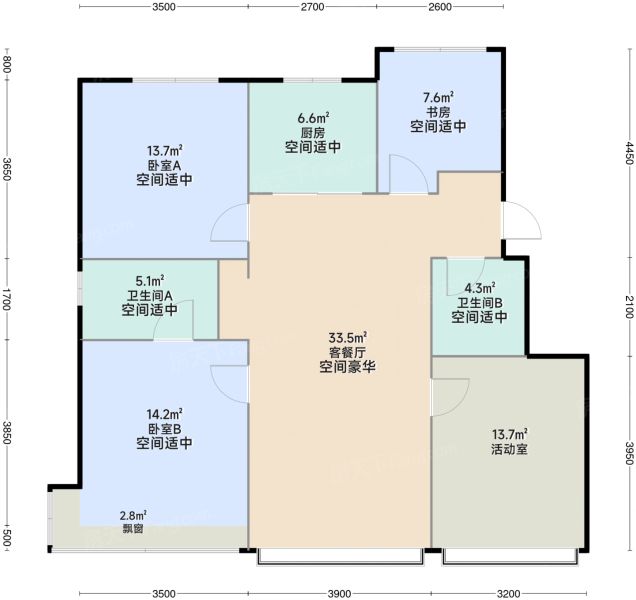 3500
2700
2600
800
3650
1700
3850
500
4450
2100
3950
7.6㎡
书房
空间适中
6.6㎡
厨房
空间适中
13.7㎡
卧室A
空间适中
5.1㎡
卫生间A
空间适中
4.3㎡
卫生间B
空间适中
33.5㎡
客餐厅
空间豪华
14.2㎡
卧室B
空间适中
13.7㎡
活动室
2.8㎡
飘窗
3500
3900
3200